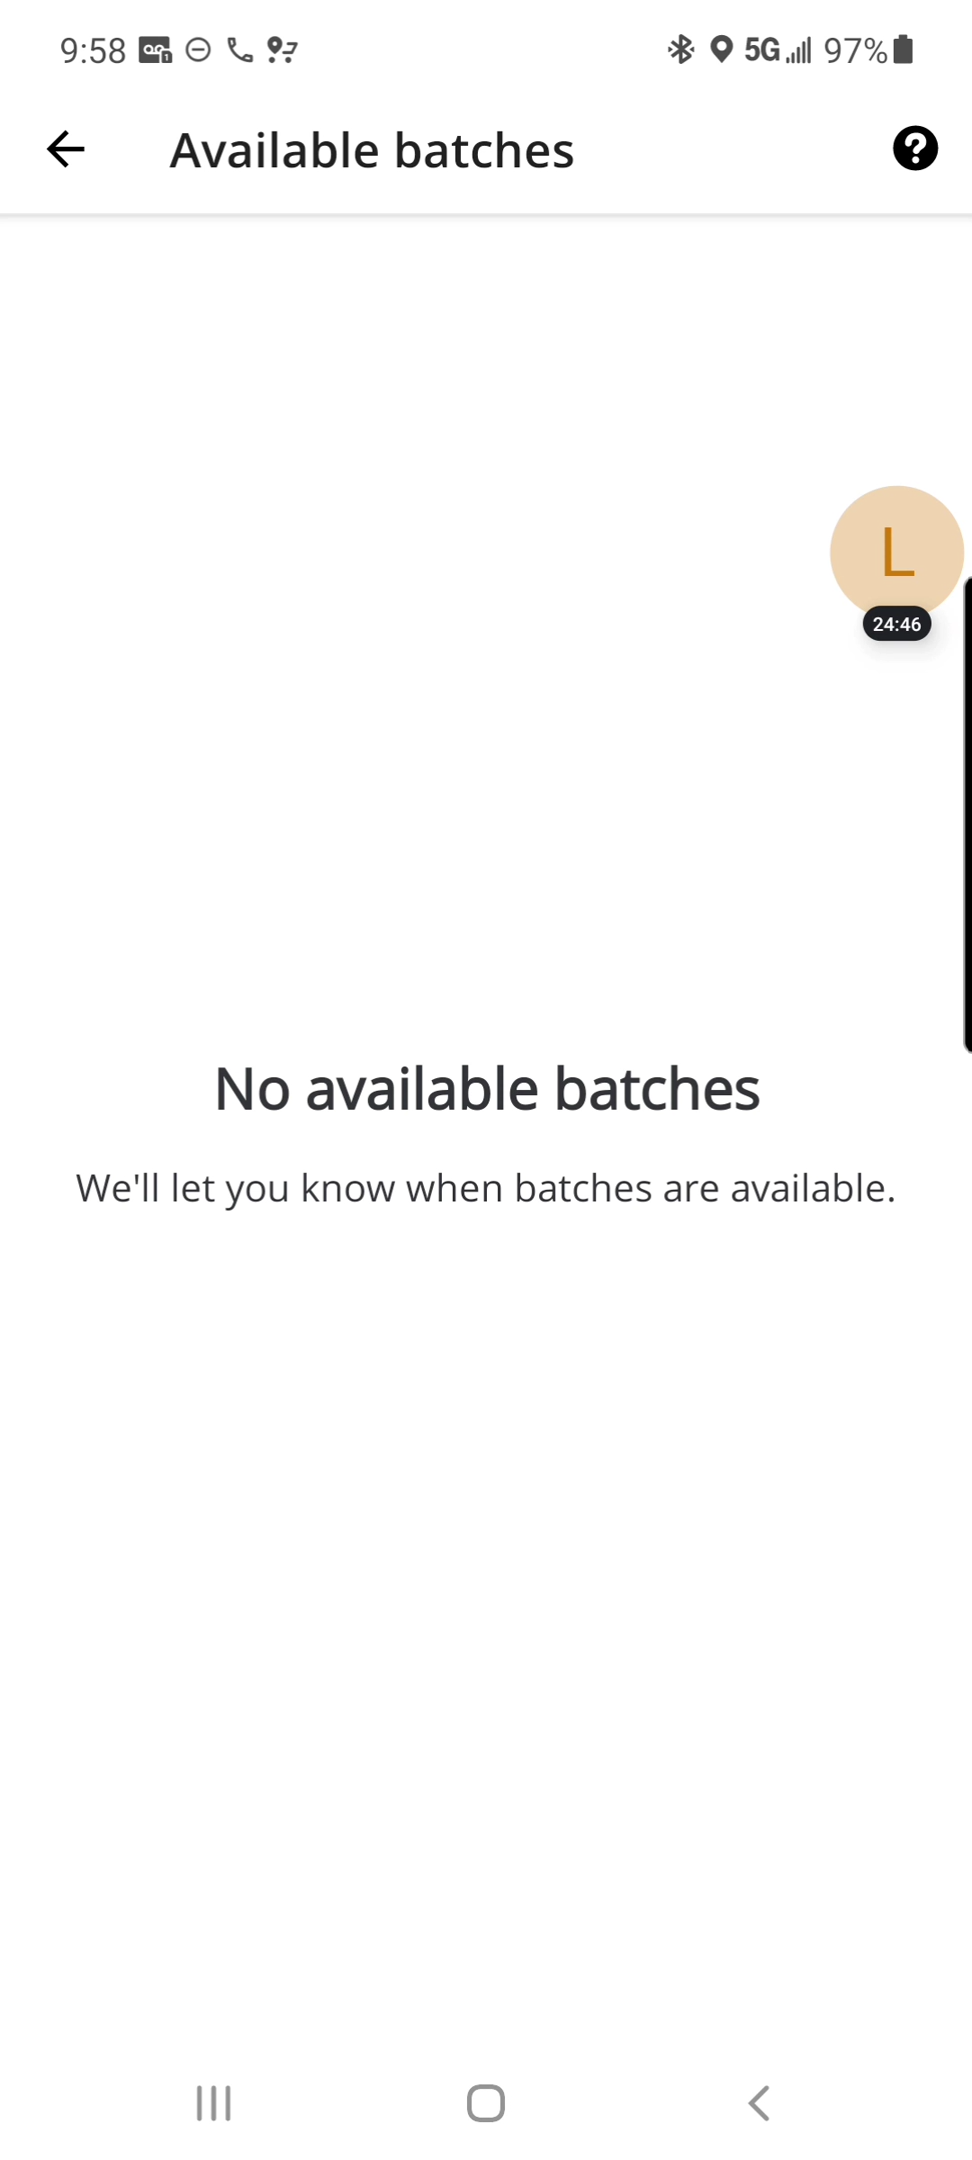 9:58 5G 97%
Available batches
L
24:46
No available batches
We'll let you know when batches are available.